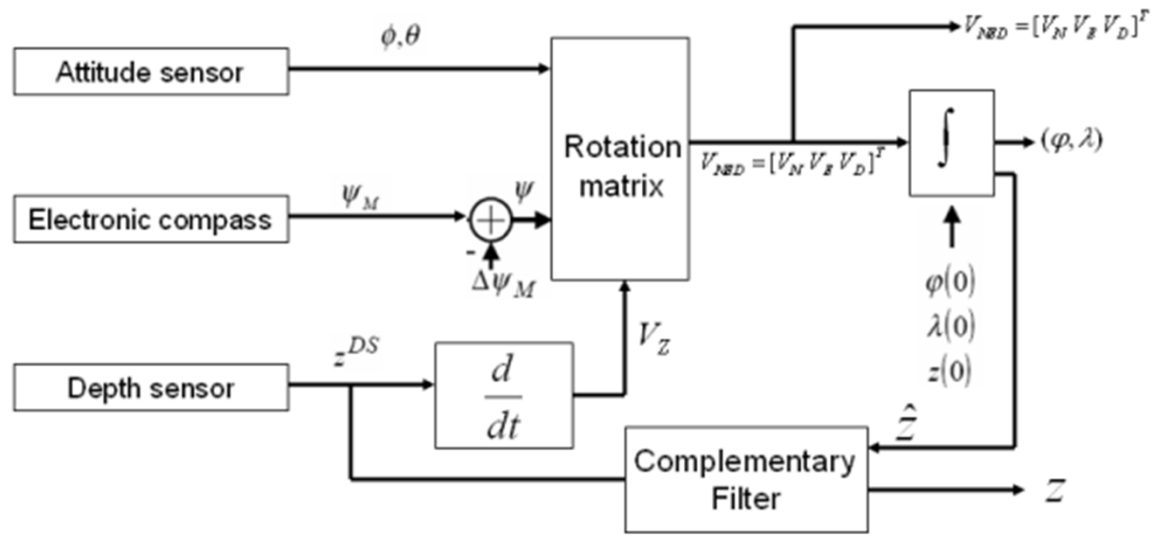 ϕ,θ
V_NED = [V_N V_E V_D]^T
Attitude sensor
Rotation
matrix
∫
(φ, λ)
V_NED = [V_N V_E V_D]^T
ψ_M
ψ
Electronic compass
+
-
Δψ_M
φ(0)
λ(0)
z(0)
z^DS
V_Z
Depth sensor
d
dt
ẑ
Complementary
Filter
z